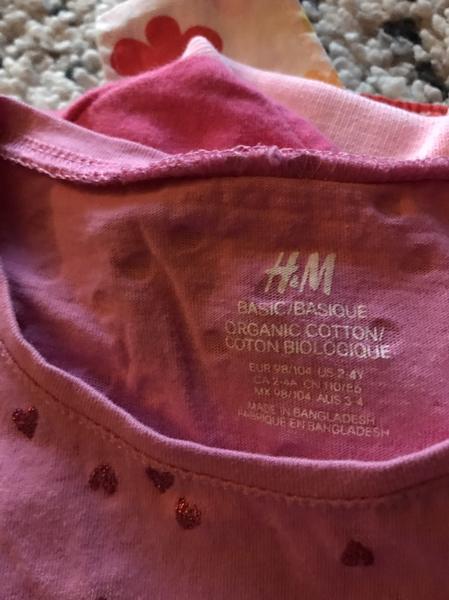 H&M
BASIC/BASIQUE
ORGANIC COTTON/
COTON BIOLOGIQUE
EUR 98/104 US 2-4Y
CA 2-4A CN 110/56
MX 98/104 AUS 3-4
MADE IN BANGLADESH
FABRIQUE EN BANGLADESH